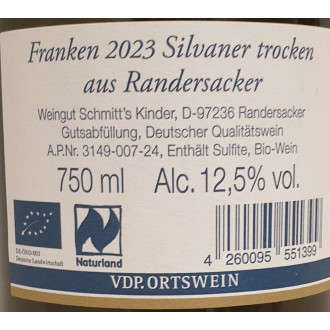 Franken 2023 Silvaner trocken
aus Randersacker
Weingut Schmitt's Kinder, D-97236 Randersacker
Gutsabfüllung, Deutscher Qualitätswein
A.P.Nr. 3149-007-24, Enthält Sulfite, Bio-Wein
750 ml Alc. 12,5% vol.
DE-ÖKO-003
Deutsche Landwirtschaft
Naturland
4 260095 551399
VDP.ORTSWEIN